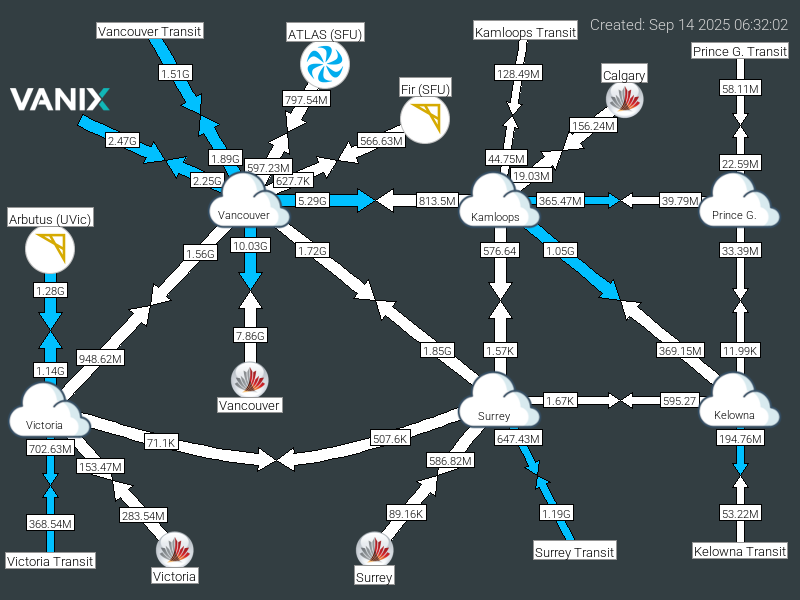 Created: Sep 14 2025 06:32:02
Vancouver Transit
ATLAS (SFU)
Kamloops Transit
Prince G. Transit
1.51G
128.49M
Calgary
58.11M
VANIX
797.54M
Fir (SFU)
2.47G
566.63M
156.24M
1.89G
597.23M
44.75M
22.59M
2.25G
627.7K
19.03M
5.29G
813.5M
365.47M
39.79M
Vancouver
Kamloops
Prince G.
Arbutus (UVic)
1.56G
10.03G
1.72G
576.64
1.05G
33.39M
1.28G
7.86G
948.62M
1.85G
1.57K
369.15M
11.99K
1.14G
Vancouver
1.67K
595.27
Victoria
Surrey
Kelowna
702.63M
71.1K
507.6K
647.43M
194.76M
153.47M
586.82M
368.54M
283.54M
89.16K
1.19G
53.22M
Victoria Transit
Victoria
Surrey
Surrey Transit
Kelowna Transit